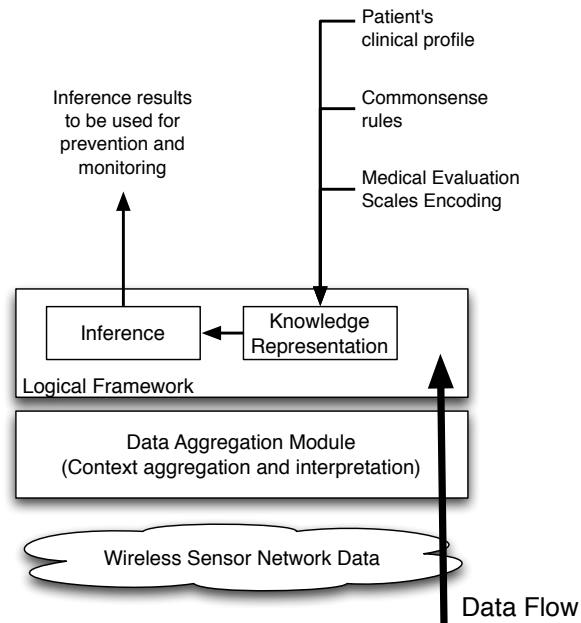 Patient's
clinical profile
Inference results
to be used for
prevention and
monitoring
Commonsense
rules
Medical Evaluation
Scales Encoding
Inference
Knowledge
Representation
Logical Framework
Data Aggregation Module
(Context aggregation and interpretation)
Wireless Sensor Network Data
Data Flow